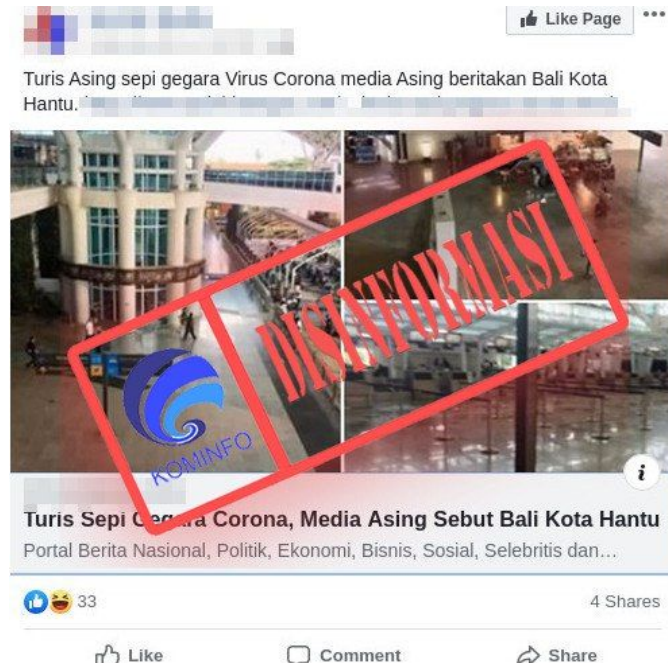 Like Page
Turis Asing sepi gegara Virus Corona media Asing beritakan Bali Kota
Hantu.
DISINFORMASI
KOMINFO
i
Turis Sepi Gegara Corona, Media Asing Sebut Bali Kota Hantu
Portal Berita Nasional, Politik, Ekonomi, Bisnis, Sosial, Selebritis dan…
33
4 Shares
Like
Comment
Share